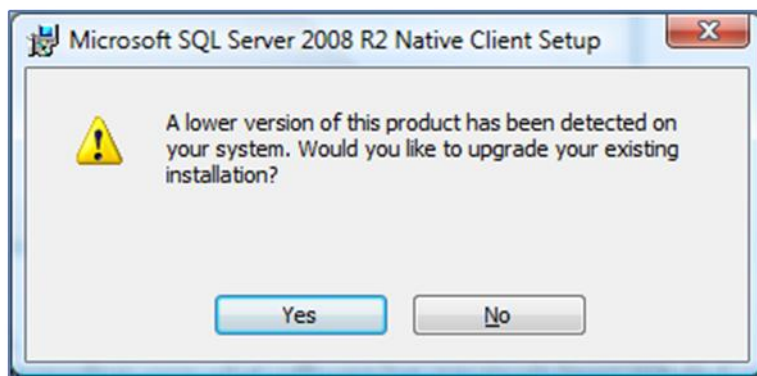 Microsoft SQL Server 2008 R2 Native Client Setup
A lower version of this product has been detected on
your system. Would you like to upgrade your existing
installation?
Yes
No